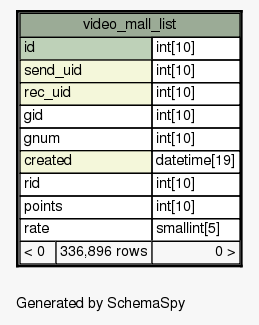 video_mall_list
id int[10]
send_uid int[10]
rec_uid int[10]
gid int[10]
gnum int[10]
created datetime[19]
rid int[10]
points int[10]
rate smallint[5]
< 0 336,896 rows 0 >
Generated by SchemaSpy